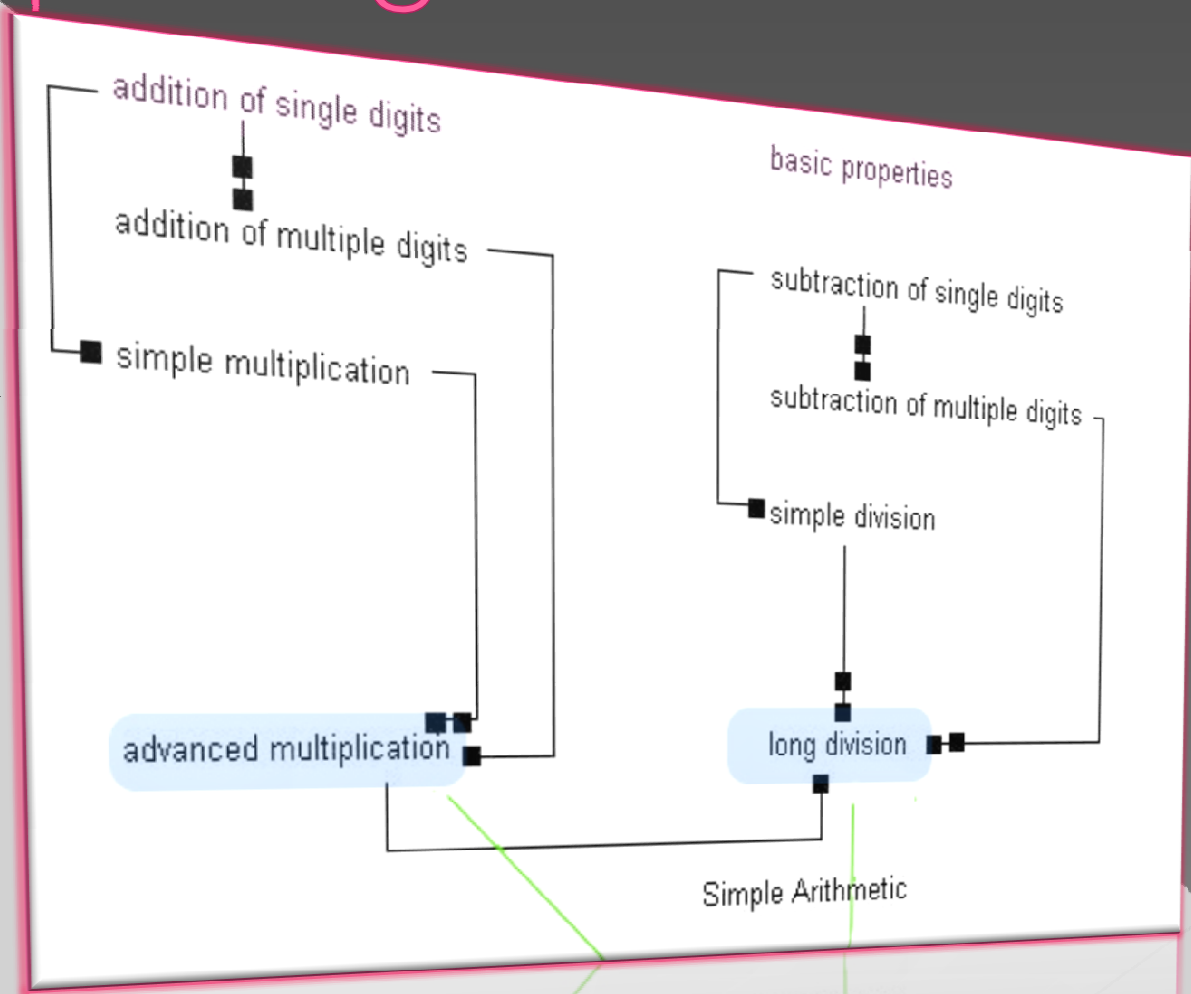 addition of single digits
addition of multiple digits
simple multiplication
advanced multiplication
basic properties
subtraction of single digits
subtraction of multiple digits
simple division
long division
Simple Arithmetic